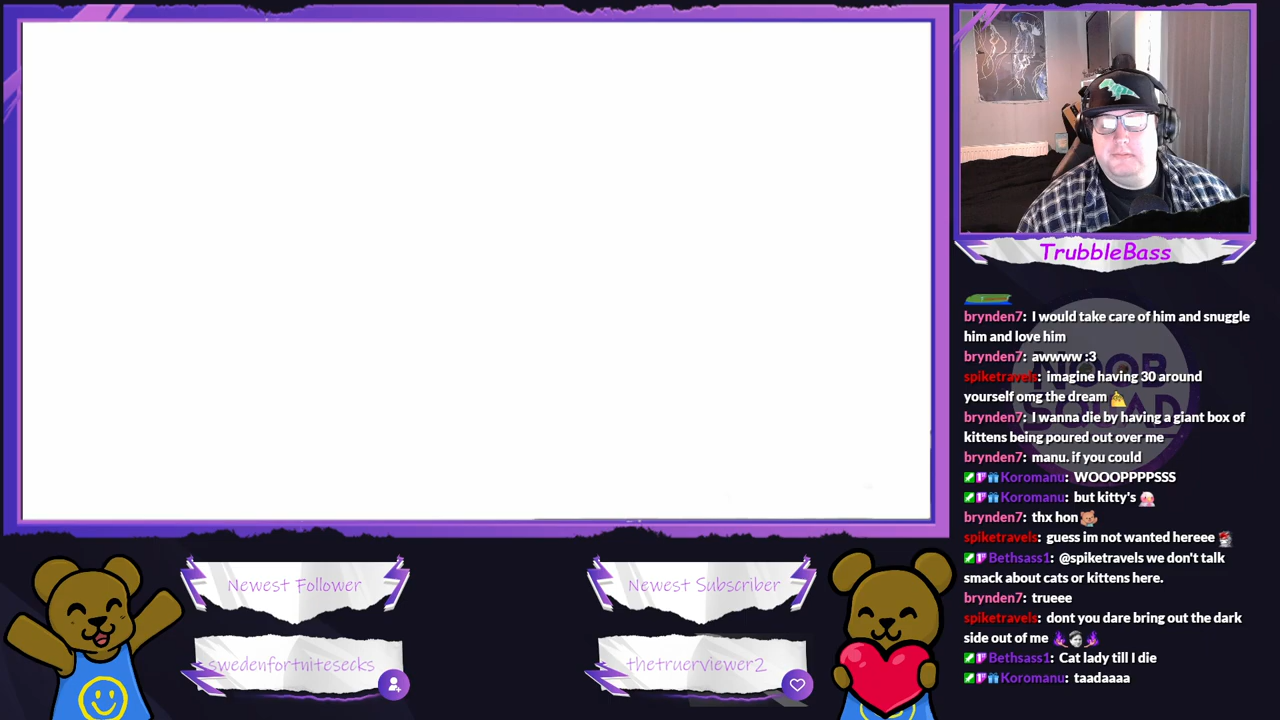 TrubbleBass
brynden7: I would take care of him and snuggle
him and love him
brynden7: awwww :3
spiketravels: imagine having 30 around
yourself omg the dream
brynden7: I wanna die by having a giant box of
kittens being poured out over me
brynden7: manu. if you could
Koromanu: WOOOPPPPSSS
Koromanu: but kitty's
brynden7: thx hon
spiketravels: guess im not wanted hereee
Bethsass1: @spiketravels we don't talk
smack about cats or kittens here.
brynden7: trueee
spiketravels: dont you dare bring out the dark
side out of me
Bethsass1: Cat lady till I die
Koromanu: taadaaaa
NOOB
SQUAD
Newest Follower
swedenfortnitesecks
Newest Subscriber
thetruerviewer2